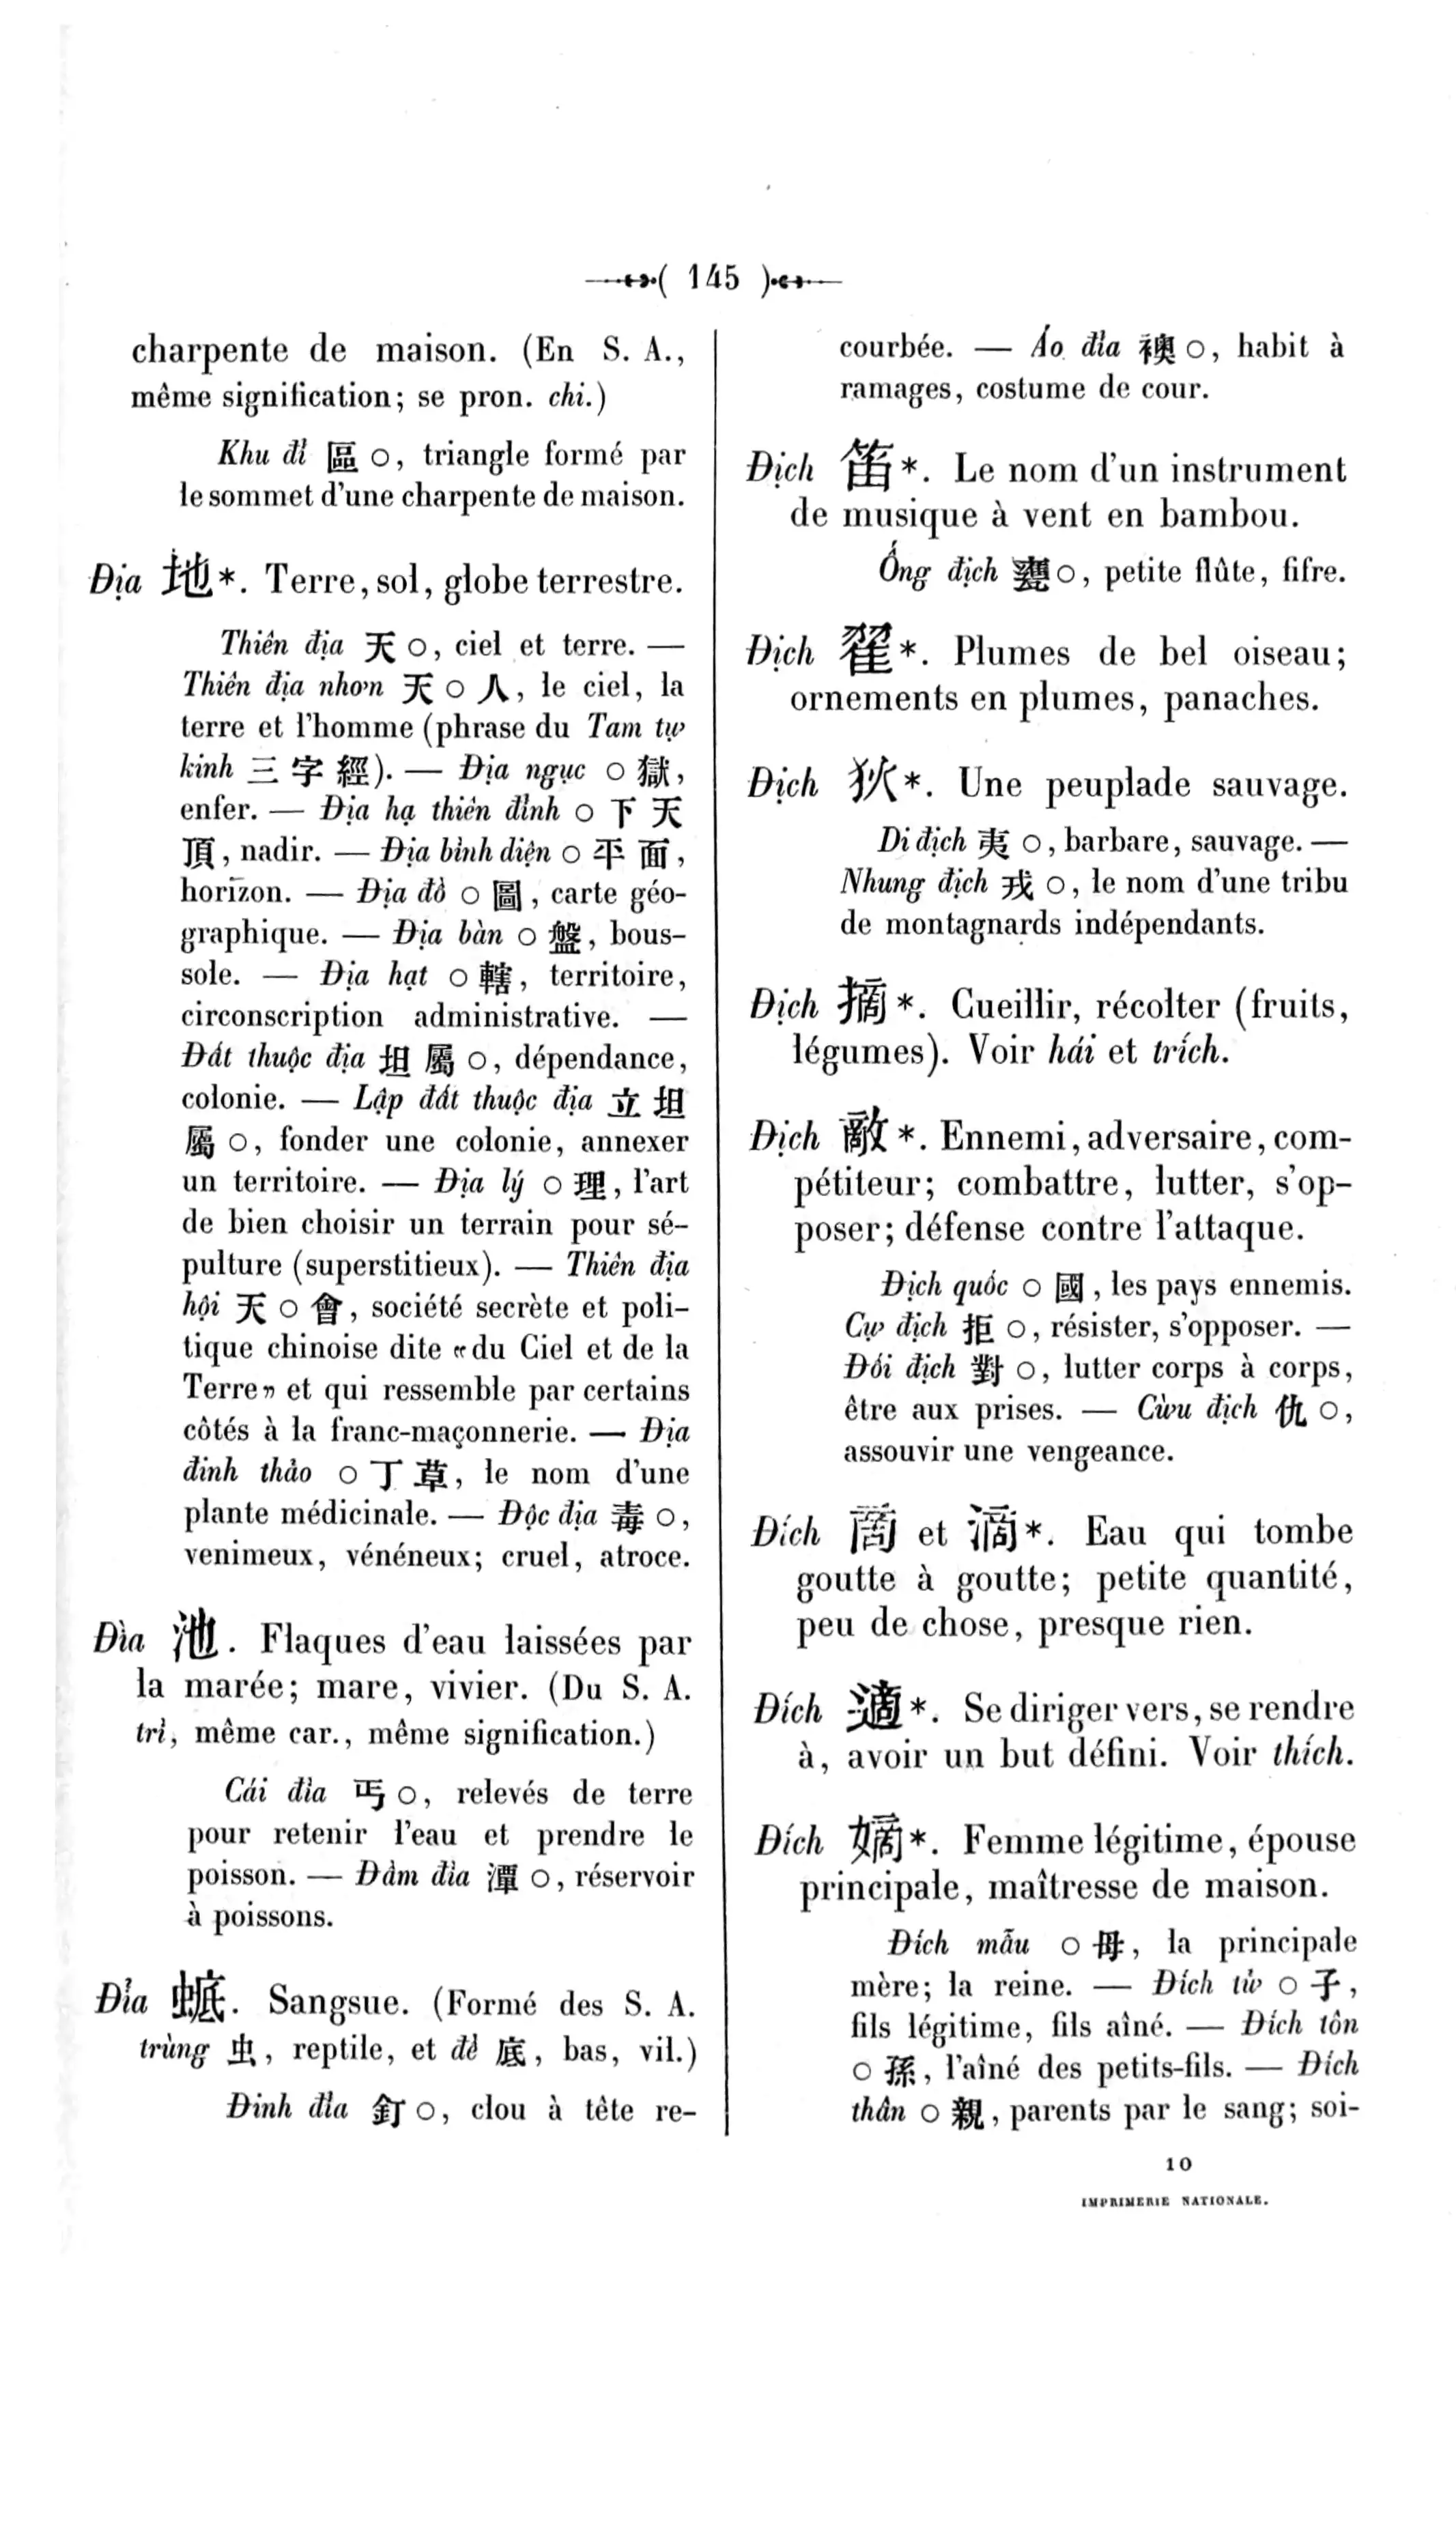 ( 145 )
charpente de maison. (En S. A.,
même signification; se pron. chi.)
Khu đỉ 區 ○, triangle formé par
le sommet d'une charpente de maison.
Địa 地*. Terre, sol, globe terrestre.
Thiên địa 天 ○, ciel et terre. —
Thiên địa nhơn 天 ○ 人, le ciel, la
terre et l'homme (phrase du Tam tự
kinh 三 字 經). — Địa ngục ○ 獄,
enfer. — Địa hạ thiên đỉnh ○ 下 天
頂, nadir. — Địa bình diện ○ 平 面,
horizon. — Địa đồ ○ 圖, carte géo-
graphique. — Địa bàn ○ 盤, bous-
sole. — Địa hạt ○ 轄, territoire,
circonscription administrative. —
Đất thuộc địa 坦 屬 ○, dépendance,
colonie. — Lập đất thuộc địa 立 坦
屬 ○, fonder une colonie, annexer
un territoire. — Địa lý ○ 理, l'art
de bien choisir un terrain pour sé-
pulture (superstitieux). — Thiên địa
hội 天 ○ 會, société secrète et poli-
tique chinoise dite «du Ciel et de la
Terre» et qui ressemble par certains
côtés à la franc-maçonnerie. — Địa
đinh thảo ○ 丁 草, le nom d'une
plante médicinale. — Độc địa 毒 ○,
venimeux, vénéneux; cruel, atroce.
Đìa 池. Flaques d'eau laissées par
la marée; mare, vivier. (Du S. A.
trì, même car., même signification.)
Cái đìa 丐 ○, relevés de terre
pour retenir l'eau et prendre le
poisson. — Đầm đìa 潭 ○, réservoir
à poissons.
Đỉa 螷. Sangsue. (Formé des S. A.
trùng 虫, reptile, et đề 底, bas, vil.)
Đinh đỉa 釘 ○, clou à tête re-
courbée. — Áo đỉa 襖 ○, habit à
ramages, costume de cour.
Địch 笛*. Le nom d'un instrument
de musique à vent en bambou.
Ống địch 甕 ○, petite flûte, fifre.
Địch 翟*. Plumes de bel oiseau;
ornements en plumes, panaches.
Địch 狄*. Une peuplade sauvage.
Di địch 夷 ○, barbare, sauvage. —
Nhung địch 戎 ○, le nom d'une tribu
de montagnards indépendants.
Địch 摘*. Cueillir, récolter (fruits,
légumes). Voir hái et trích.
Địch 敵*. Ennemi, adversaire, com-
pétiteur; combattre, lutter, s'op-
poser; défense contre l'attaque.
Địch quốc ○ 國, les pays ennemis.
Cự địch 拒 ○, résister, s'opposer. —
Đối địch 對 ○, lutter corps à corps,
être aux prises. — Cừu địch 仇 ○,
assouvir une vengeance.
Đích 啇 et 滴*. Eau qui tombe
goutte à goutte; petite quantité,
peu de chose, presque rien.
Đích 適*. Se diriger vers, se rendre
à, avoir un but défini. Voir thích.
Đích 嫡*. Femme légitime, épouse
principale, maîtresse de maison.
Đích mẫu ○ 母, la principale
mère; la reine. — Đích tử ○ 子,
fils légitime, fils aîné. — Đích tôn
○ 孫, l'aîné des petits-fils. — Đích
thân ○ 親, parents par le sang; soi-
10
IMPRIMERIE NATIONALE.